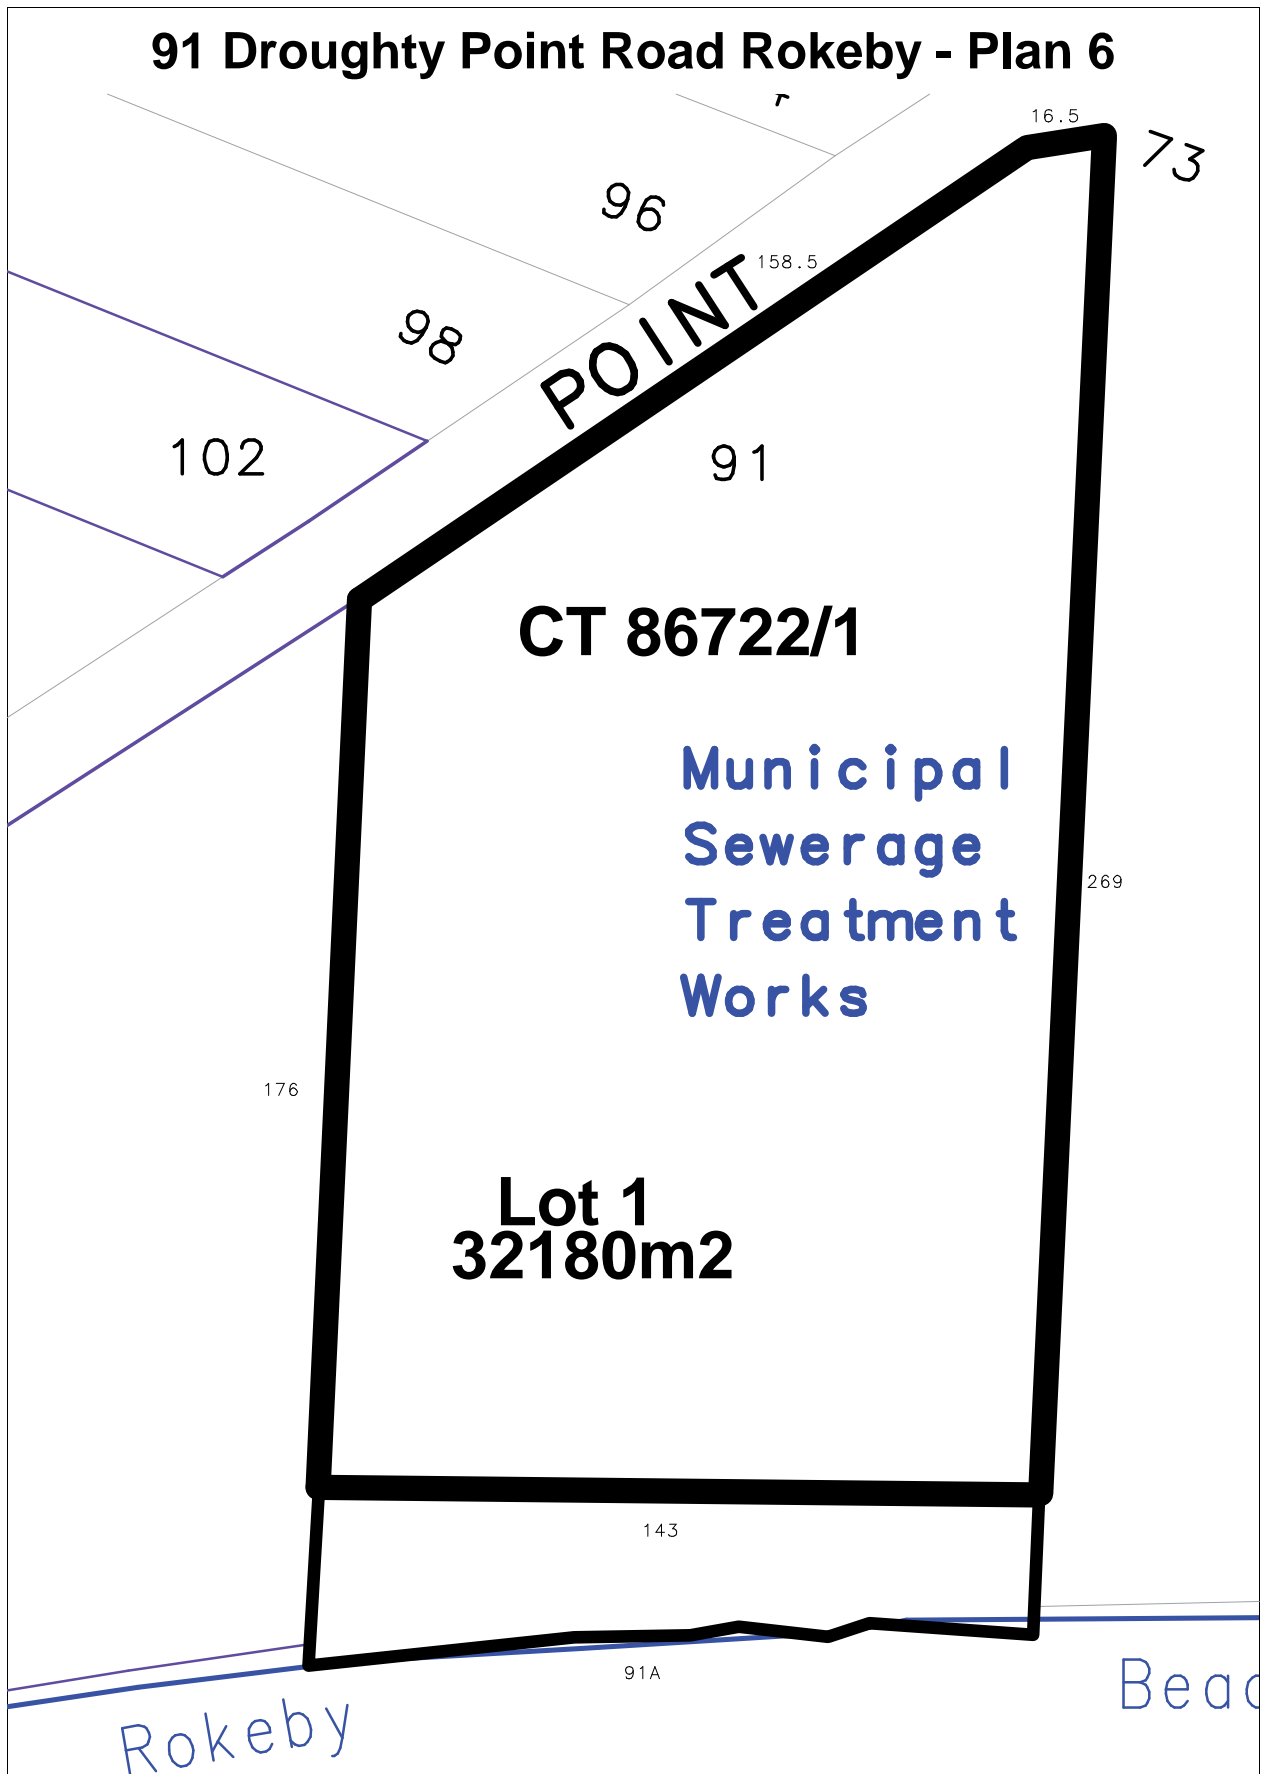 91 Droughty Point Road Rokeby - Plan 6
16.5
73
96
158.5
POINT
98
102
91
CT 86722/1
Municipal
Sewerage
Treatment
Works
269
176
Lot 1
32180m2
143
91A
Rokeby
Beac